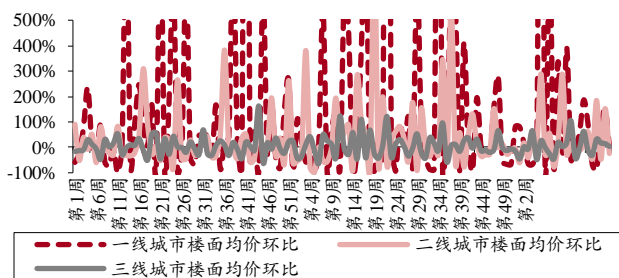 500%
400%
300%
200%
100%
0%
-100%
第1周
第6周
第11周
第16周
第21周
第26周
第31周
第36周
第41周
第46周
第51周
第4周
第9周
第14周
第19周
第24周
第29周
第34周
第39周
第44周
第49周
第2周
一线城市楼面均价环比
二线城市楼面均价环比
三线城市楼面均价环比